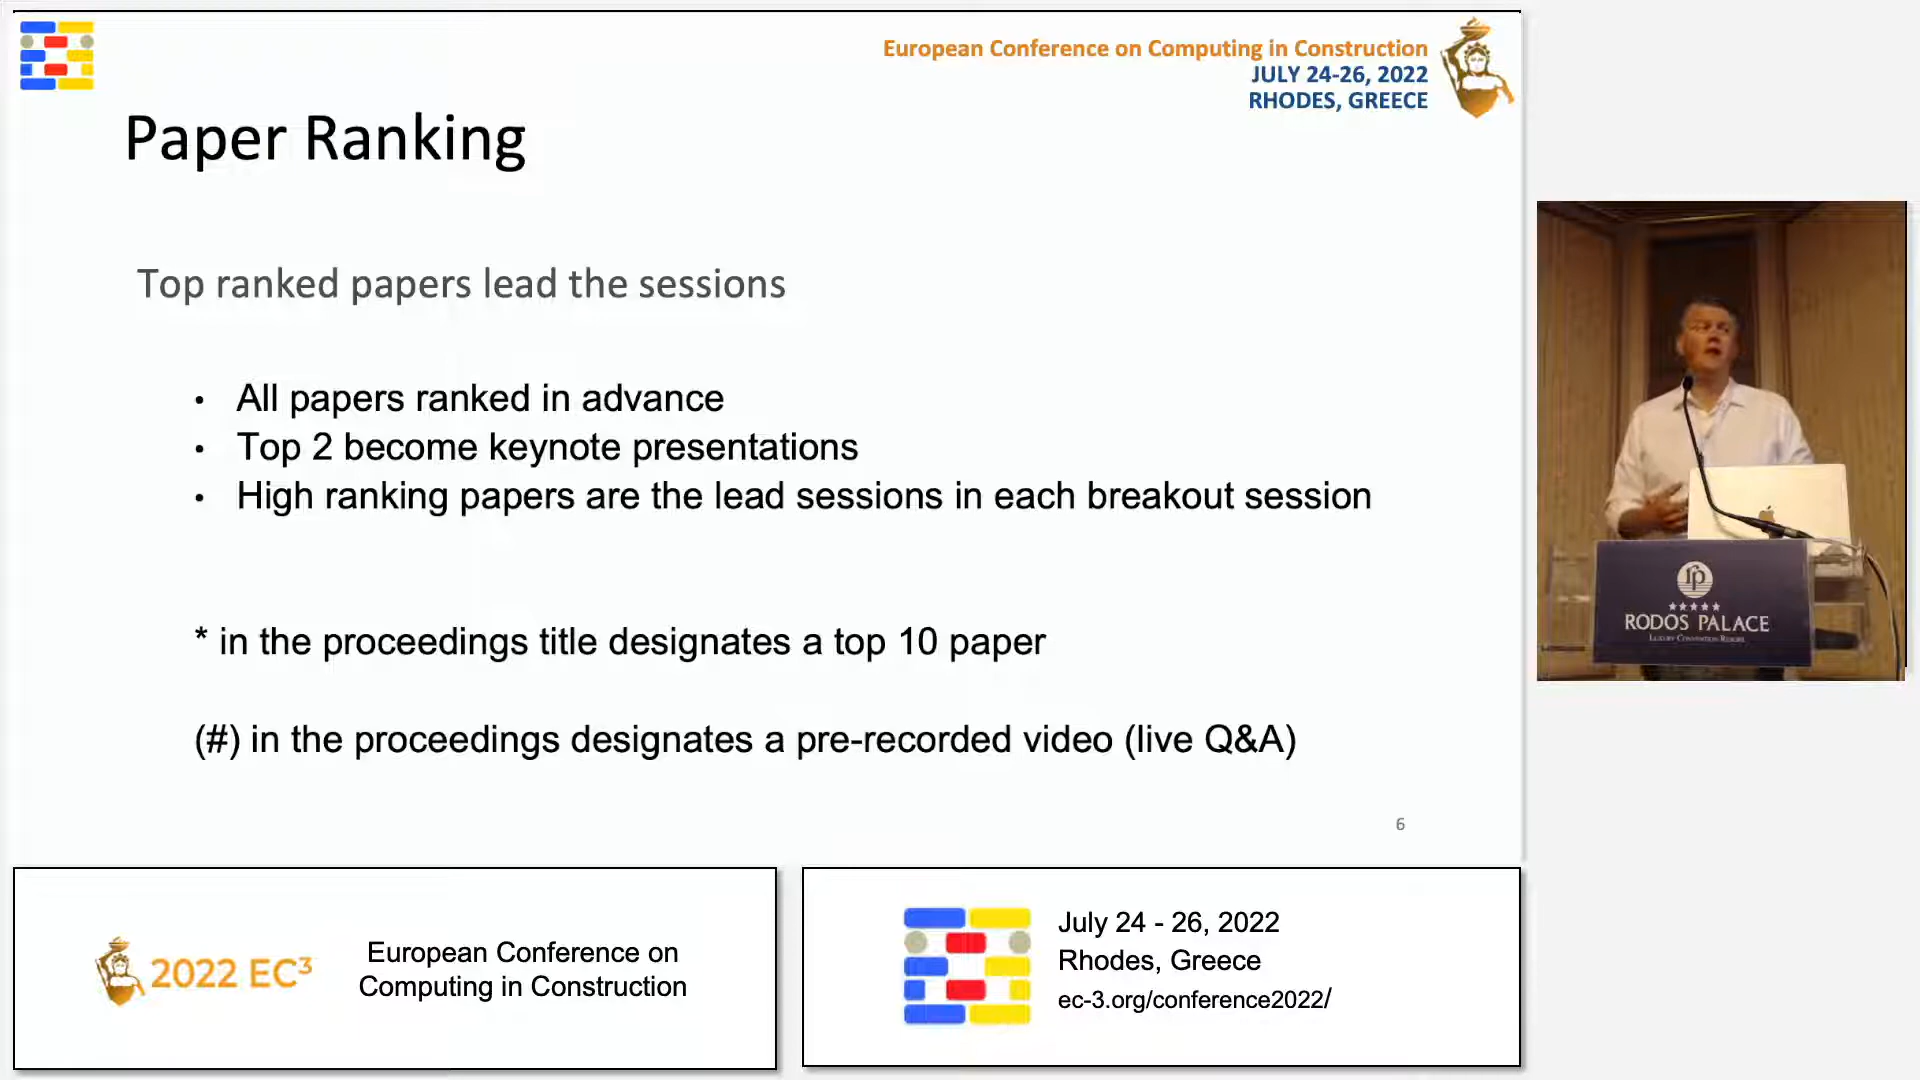 European Conference on Computing in Construction
JULY 24-26, 2022
RHODES, GREECE
Paper Ranking
Top ranked papers lead the sessions
• All papers ranked in advance
• Top 2 become keynote presentations
• High ranking papers are the lead sessions in each breakout session
* in the proceedings title designates a top 10 paper
(#) in the proceedings designates a pre-recorded video (live Q&A)
6
rp
RODOS PALACE
LUXURY CONVENTION RESORT
2022 EC³
European Conference on
Computing in Construction
July 24 - 26, 2022
Rhodes, Greece
ec-3.org/conference2022/